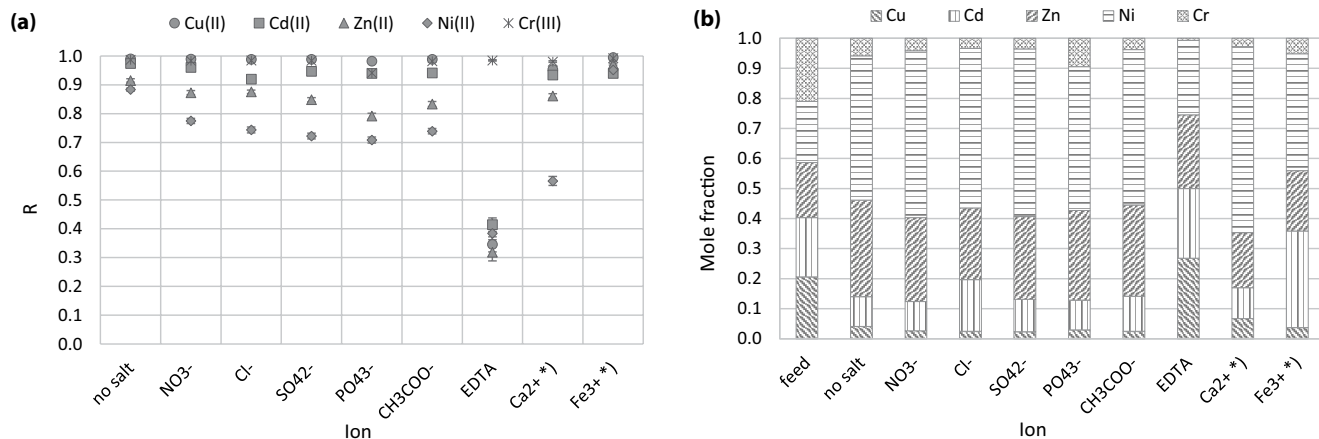 (a)
Cu(II) Cd(II) Zn(II) Ni(II) Cr(III)
1.0
0.9
0.8
0.7
0.6
0.5
0.4
0.3
0.2
0.1
0.0
R
no salt NO3- Cl- SO42- PO43- CH3COO- EDTA Ca2+ *) Fe3+ *)
Ion
(b)
Cu Cd Zn Ni Cr
1.0
0.9
0.8
0.7
0.6
0.5
0.4
0.3
0.2
0.1
0.0
Mole fraction
feed no salt NO3- Cl- SO42- PO43- CH3COO- EDTA Ca2+ *) Fe3+ *)
Ion